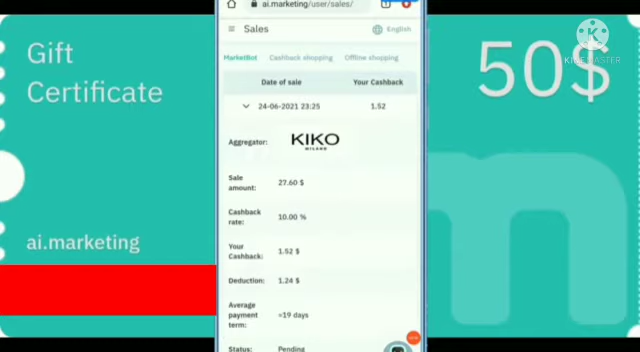 Gift
Certificate
ai.marketing
50$
KINEMASTER
ai.marketing/user/sales/
Sales
English
MarketBot
Cashback shopping
Offline shopping
Date of sale
Your Cashback
24-06-2021 23:25
1.52
Aggregator:
KIKO
MILANO
Sale amount:
27.60 $
Cashback rate:
10.00 %
Your Cashback:
1.52 $
Deduction:
1.24 $
Average payment term:
≈19 days
Status:
Pending